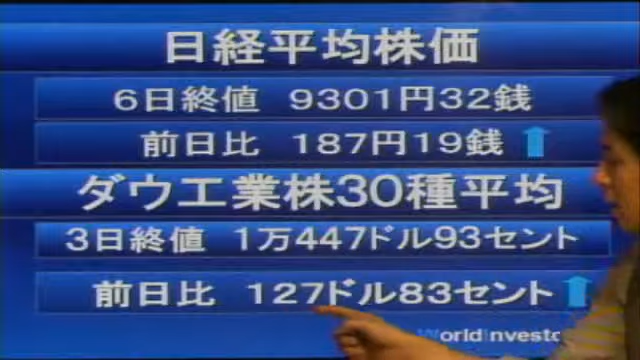 日経平均株価
6日終値 9301円32銭
前日比 187円19銭
ダウ工業株30種平均
3日終値 1万447ドル93セント
前日比 127ドル83セント
WorldInvesto